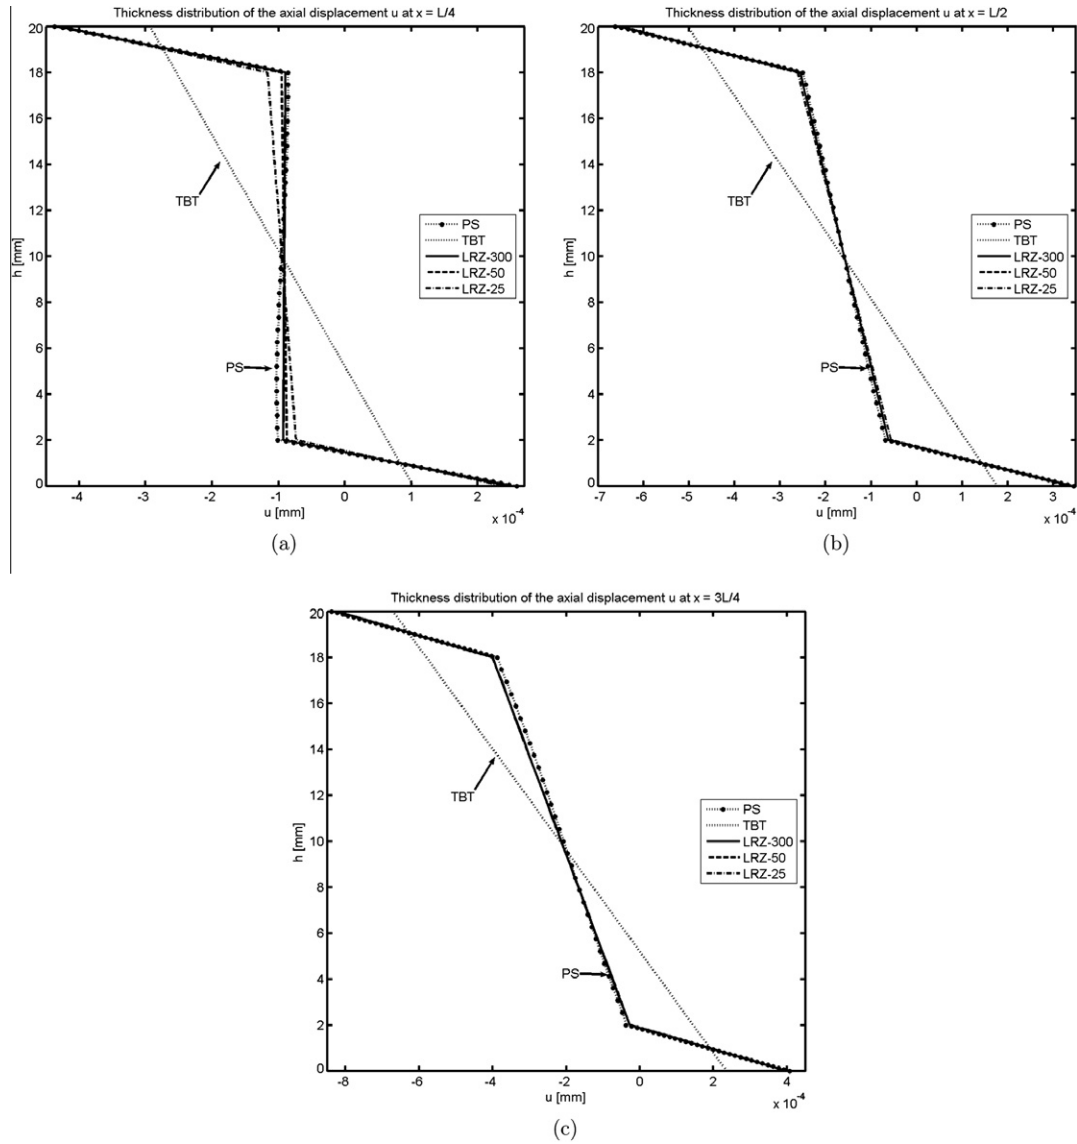 Thickness distribution of the axial displacement u at x = L/4
20
18
16
14
12
10
8
6
4
2
0
h [mm]
TBT
PS
PS
TBT
LRZ-300
LRZ-50
LRZ-25
-4 -3 -2 -1 0 1 2
u [mm]
x 10⁻⁴
(a)
Thickness distribution of the axial displacement u at x = L/2
20
18
16
14
12
10
8
6
4
2
0
h [mm]
TBT
PS
PS
TBT
LRZ-300
LRZ-50
LRZ-25
-7 -6 -5 -4 -2 -1 0 1 2 3
u [mm]
x 10⁻⁴
(b)
Thickness distribution of the axial displacement u at x = 3L/4
20
18
16
14
12
10
8
6
4
2
0
h [mm]
TBT
PS
PS
TBT
LRZ-300
LRZ-50
LRZ-25
-8 -6 -4 -2 0 2 4
u [mm]
x 10⁻⁴
(c)